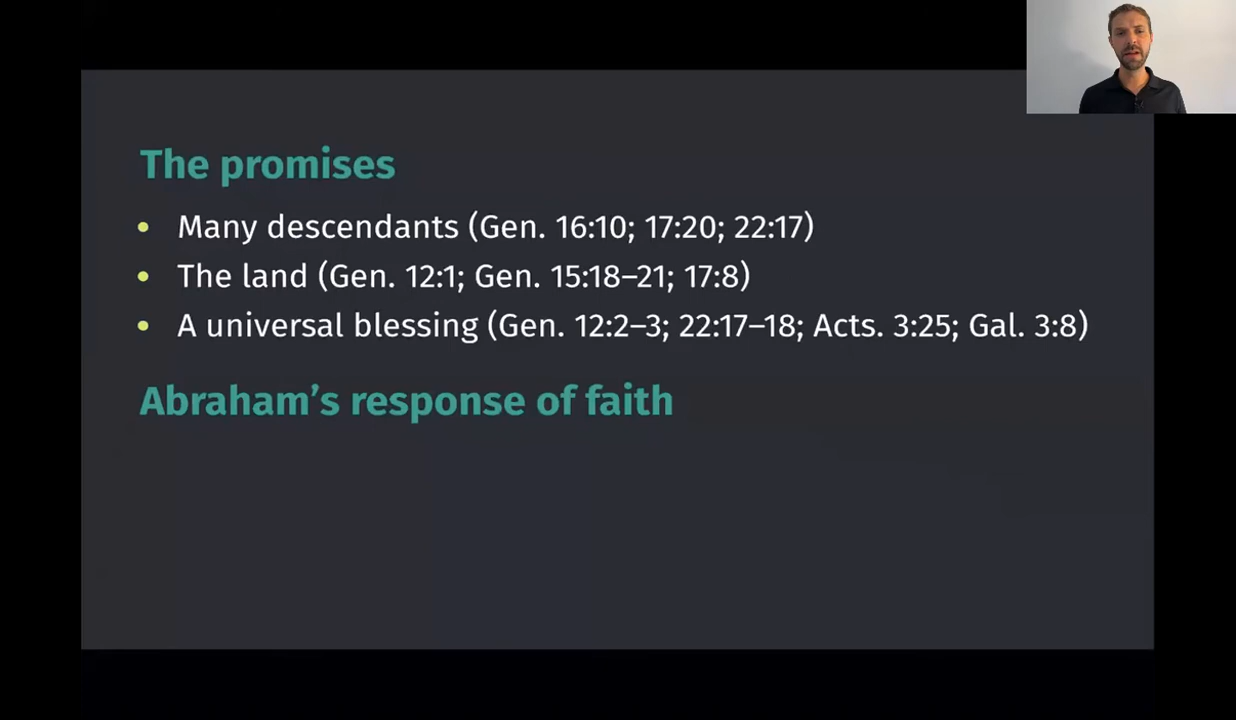 The promises
• Many descendants (Gen. 16:10; 17:20; 22:17)
• The land (Gen. 12:1; Gen. 15:18–21; 17:8)
• A universal blessing (Gen. 12:2–3; 22:17–18; Acts. 3:25; Gal. 3:8)
Abraham’s response of faith